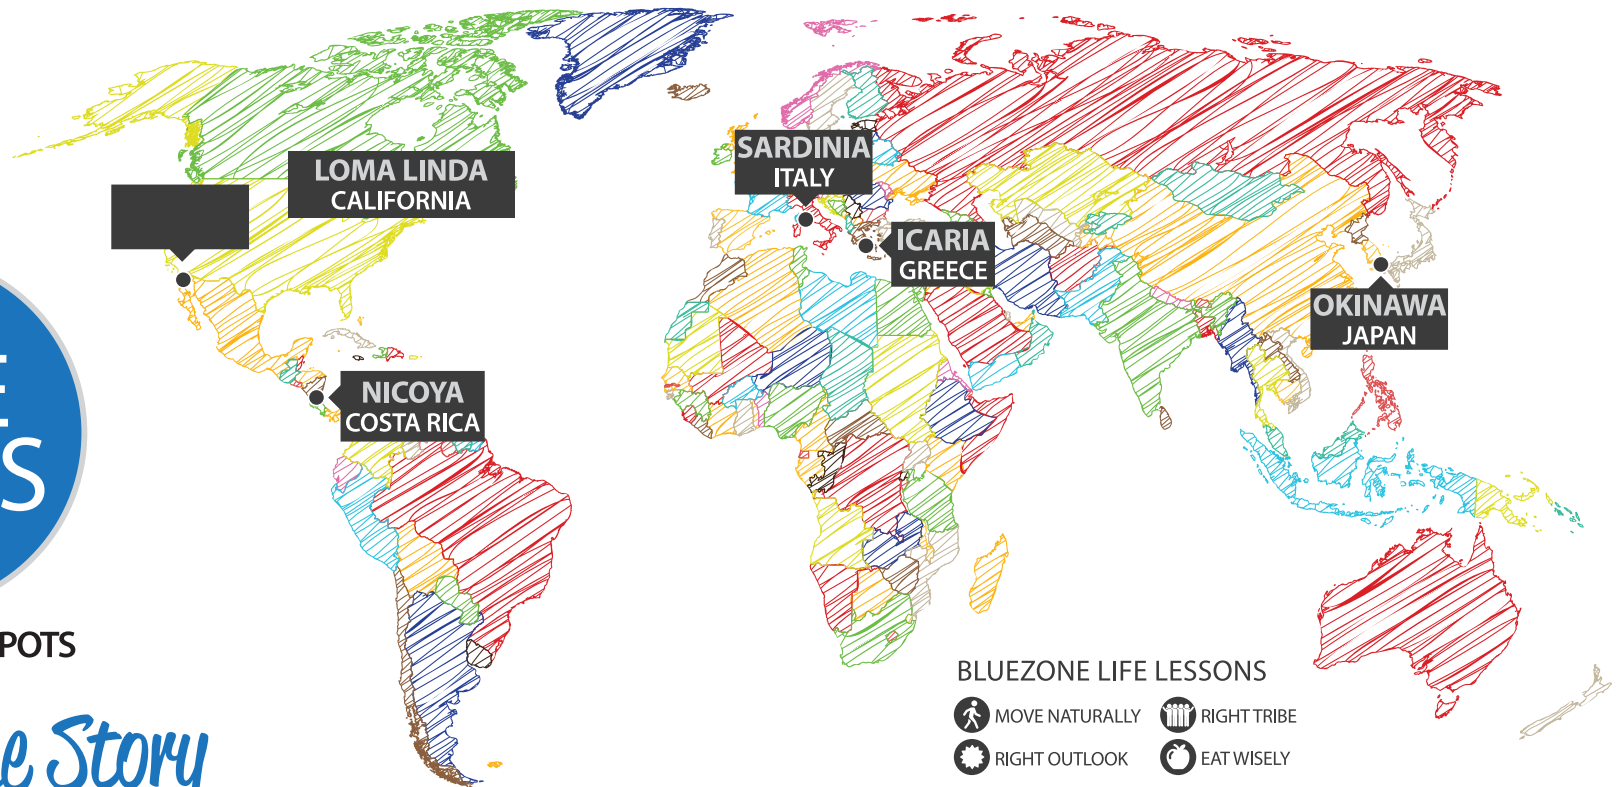 LOMA LINDA
CALIFORNIA
SARDINIA
ITALY
ICARIA
GREECE
OKINAWA
JAPAN
NICOYA
COSTA RICA
E
S
POTS
e Story
BLUEZONE LIFE LESSONS
MOVE NATURALLY
RIGHT TRIBE
RIGHT OUTLOOK
EAT WISELY